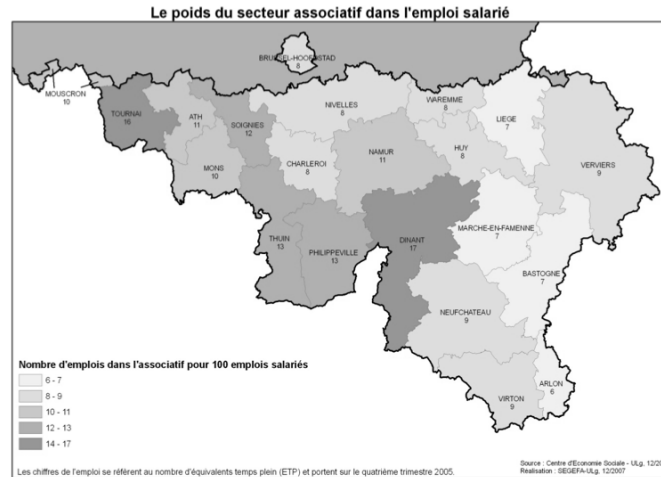 Le poids du secteur associatif dans l'emploi salarié
BRUSSEL-HOOFDSTAD
8
MOUSCRON
10
TOURNAI
16
ATH
11
SOIGNIES
12
NIVELLES
8
WAREMME
8
LIEGE
7
MONS
10
CHARLEROI
8
NAMUR
11
HUY
8
VERVIERS
9
THUIN
13
PHILIPPEVILLE
13
DINANT
17
MARCHE-EN-FAMENNE
7
BASTOGNE
7
NEUFCHATEAU
9
VIRTON
9
ARLON
6
Nombre d'emplois dans l'associatif pour 100 emplois salariés
6 - 7
8 - 9
10 - 11
12 - 13
14 - 17
Les chiffres de l'emploi se réfèrent au nombre d'équivalents temps plein (ETP) et portent sur le quatrième trimestre 2005.
Source : Centre d'Economie Sociale - ULg,
Réalisation : SEGEFA-ULg, 12/2007